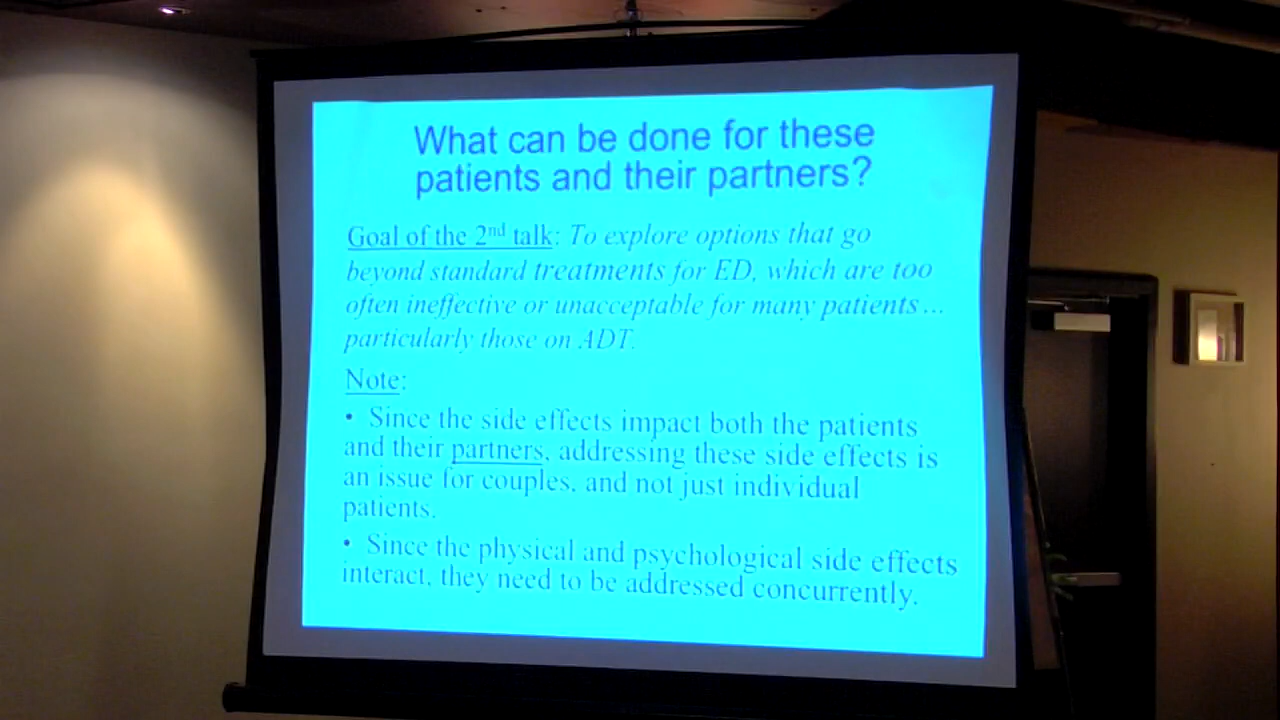 What can be done for these
patients and their partners?
Goal of the 2nd talk: To explore options that go
beyond standard treatments for ED, which are too
often ineffective or unacceptable for many patients...
particularly those on ADT.
Note:
• Since the side effects impact both the patients
and their partners, addressing these side effects is
an issue for couples, and not just individual
patients.
• Since the physical and psychological side effects
interact, they need to be addressed concurrently.